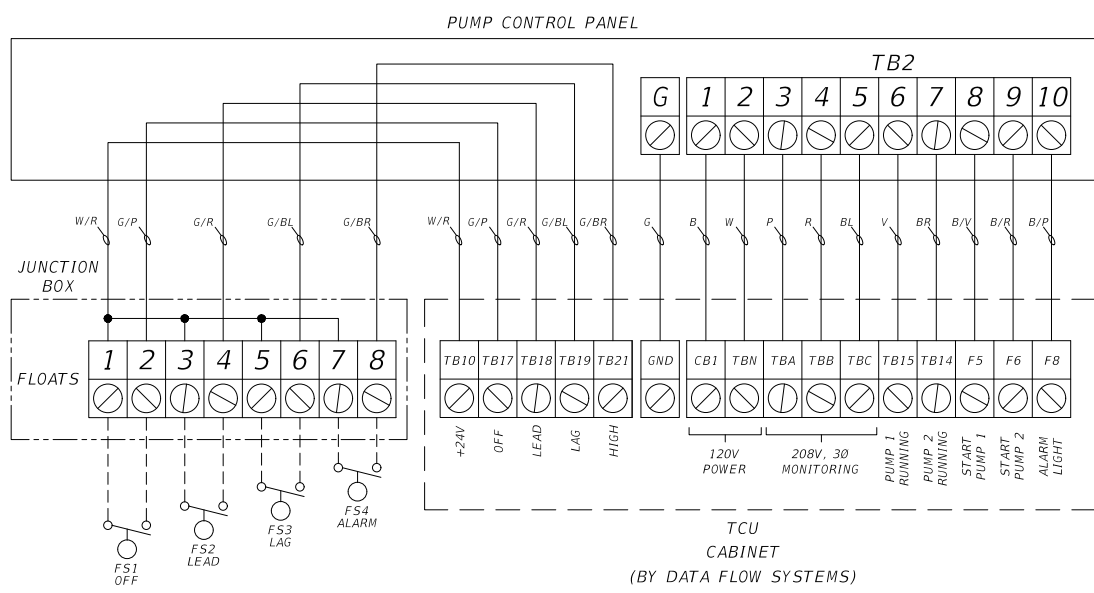 PUMP CONTROL PANEL
TB2
G 1 2 3 4 5 6 7 8 9 10
W/R G/P G/R G/BL G/BR W/R G/P G/R G/BL G/BR G B W P R BL V BR B/V B/R B/P
JUNCTION
BOX
FLOATS
1 2 3 4 5 6 7 8
TB10 TB17 TB18 TB19 TB21 GND CB1 TBN TBA TBB TBC TB15 TB14 F5 F6 F8
+24V
OFF
LEAD
LAG
HIGH
120V
POWER
208V, 3Ø
MONITORING
PUMP 1
RUNNING
PUMP 2
RUNNING
START
PUMP 1
START
PUMP 2
ALARM
LIGHT
FS1
OFF
FS2
LEAD
FS3
LAG
FS4
ALARM
TCU
CABINET
(BY DATA FLOW SYSTEMS)